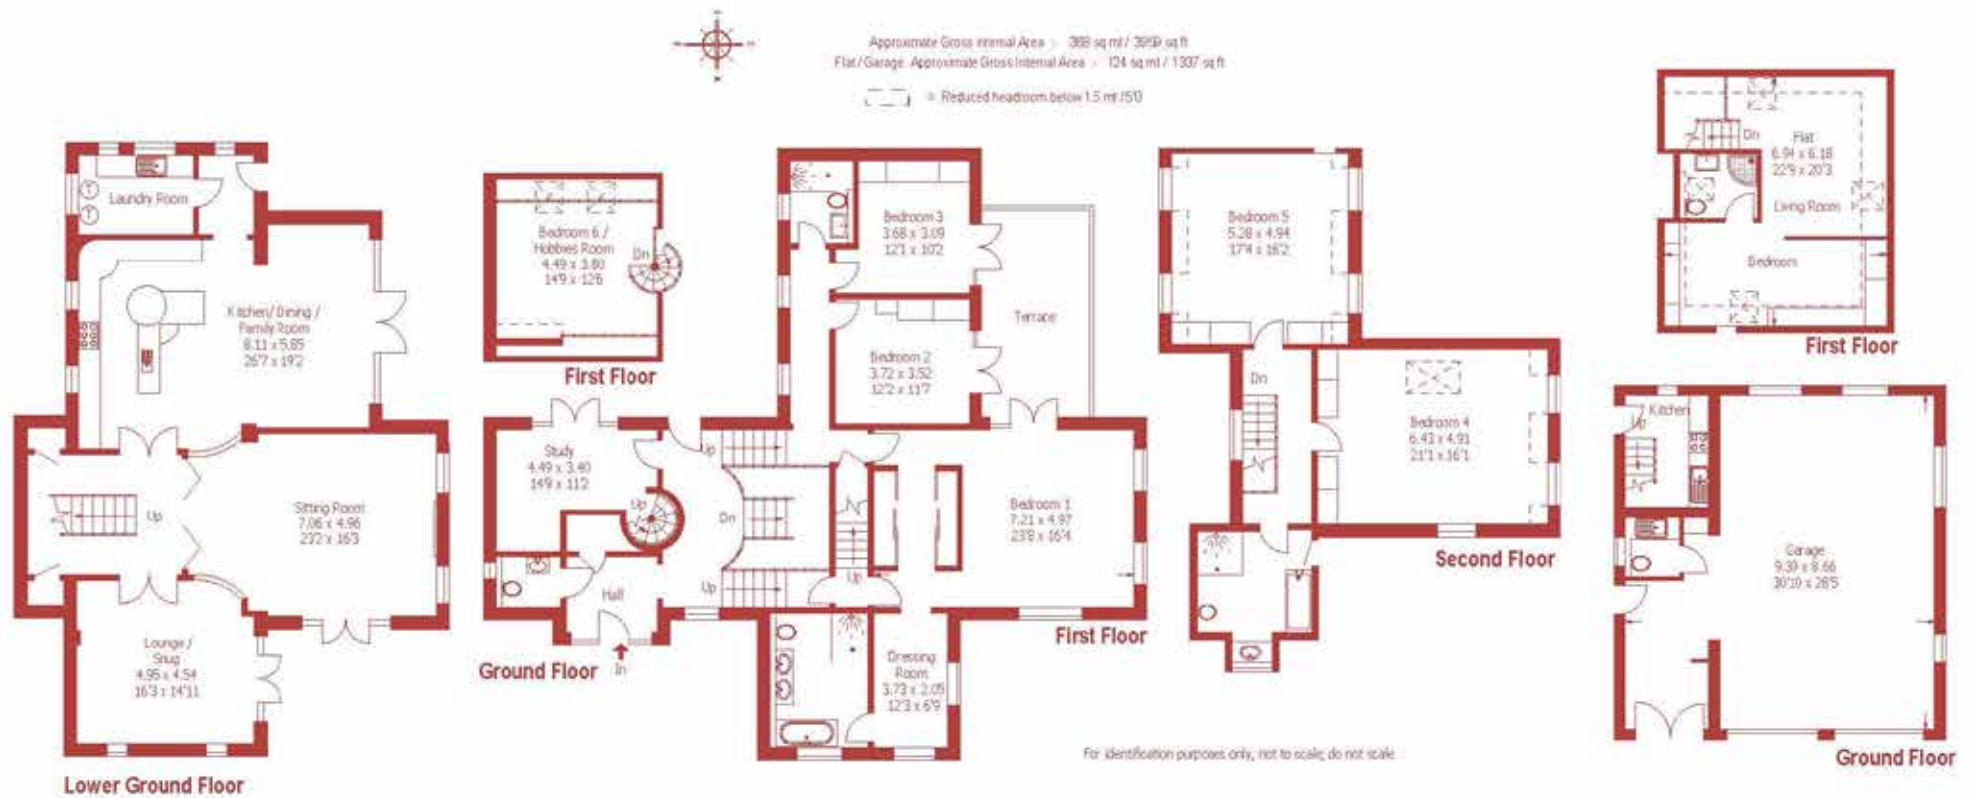 Approximate Gross Internal Area :- 368 sq mt / 3959 sq ft
Flat/Garage Approximate Gross Internal Area :- 124 sq mt / 1337 sq ft
= Reduced headroom below 1.5 mt / 5'0
Laundry Room
Kitchen/ Dining /
Family Room
8.11 x 5.85
26'7 x 19'2
Up
Sitting Room
7.06 x 4.96
23'2 x 16'3
Lounge /
Snug
4.95 x 4.54
16'3 x 14'11
Lower Ground Floor
Bedroom 6 /
Hobbies Room
4.49 x 3.80
14'9 x 12'6
Dn
First Floor
Study
4.49 x 3.40
14'9 x 11'2
Up
Up
Dn
Up
Up
Hall
In
Ground Floor
Bedroom 3
3.68 x 3.09
12'1 x 10'2
Bedroom 2
3.72 x 3.52
12'2 x 11'7
Terrace
Bedroom 1
7.21 x 4.97
23'8 x 16'4
First Floor
Dressing
Room
3.73 x 2.05
12'3 x 6'9
Bedroom 5
5.28 x 4.94
17'4 x 16'2
Dn
Bedroom 4
6.43 x 4.91
21'1 x 16'1
Second Floor
For identification purposes only, not to scale, do not scale
Dn
Flat
6.94 x 6.18
22'9 x 20'3
Living Room
Bedroom
First Floor
Kitchen
Up
Garage
9.39 x 8.66
30'10 x 28'5
Ground Floor